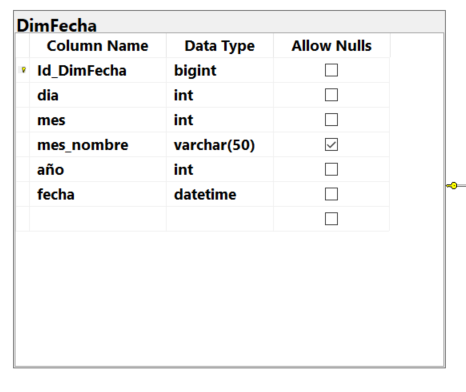 DimFecha
Column Name Data Type Allow Nulls
Id_DimFecha bigint
dia int
mes int
mes_nombre varchar(50)
año int
fecha datetime